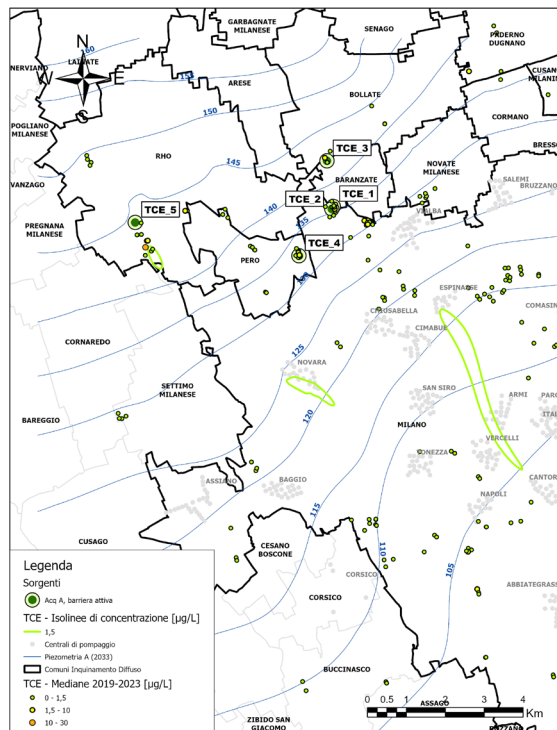 GARBAGNATE
MILANESE
SENAGO
PADERNO
DUGNANO
160
N
NERVIANO
LAINATE
W
E
S
155
ARESE
CUSANO
MILANINO
BOLLATE
150
CORMANO
POGLIANO
MILANESE
RHO
TCE_3
BRESSO
145
BARANZATE
NOVATE
MILANESE
SALEMI
VANZAGO
BRUZZANO
TCE_2
TCE_1
TCE_5
140
VIALBA
135
PREGNANA
MILANESE
TCE_4
PERO
130
ESPINASSE
CHIUSABELLA
COMASINA
CIMABUE
CORNAREDO
125
NOVARA
SETTIMO
MILANESE
SAN SIRO
ARMI
BAREGGIO
120
MILANO
VERCELLI
GONEZZA
ASSIANO
BAGGIO
CANTORE
NAPOLI
115
CUSAGO
CESANO
BOSCONE
110
105
CORSICO
ABBIATEGRASSO
CORSICO
BUCCINASCO
ASSAGO
ZIBIDO SAN
GIACOMO
Legenda
Sorgenti
Acq A, barriera attiva
TCE - Isolinee di concentrazione [µg/L]
1,5
Centrali di pompaggio
Piezometria A (2033)
Comuni Inquinamento Diffuso
TCE - Mediane 2019-2023 [µg/L]
0 - 1,5
1,5 - 10
10 - 30
0 0.5 1 2 3 4
Km